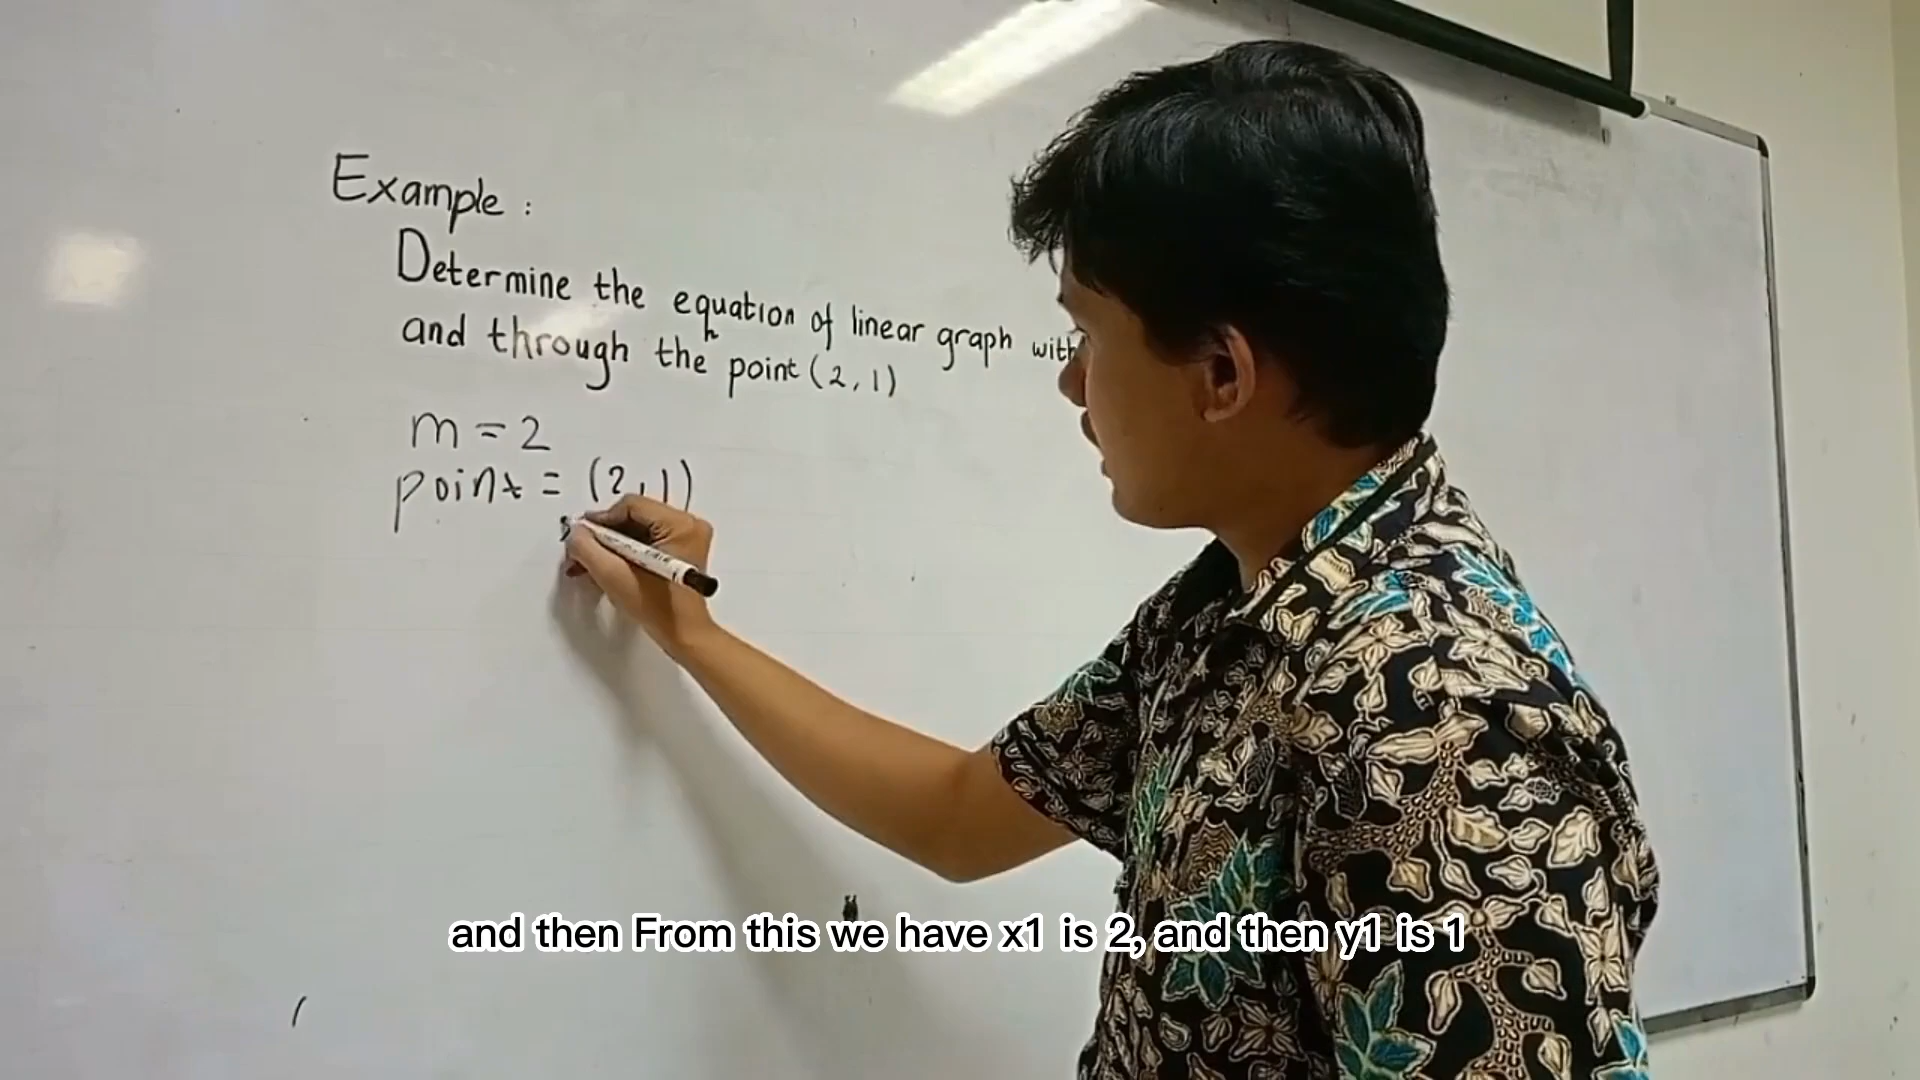 Example :
Determine the equation of linear graph with
and through the point (2, 1)
m = 2
point = (2, 1)
and then From this we have x1 is 2, and then y1 is 1